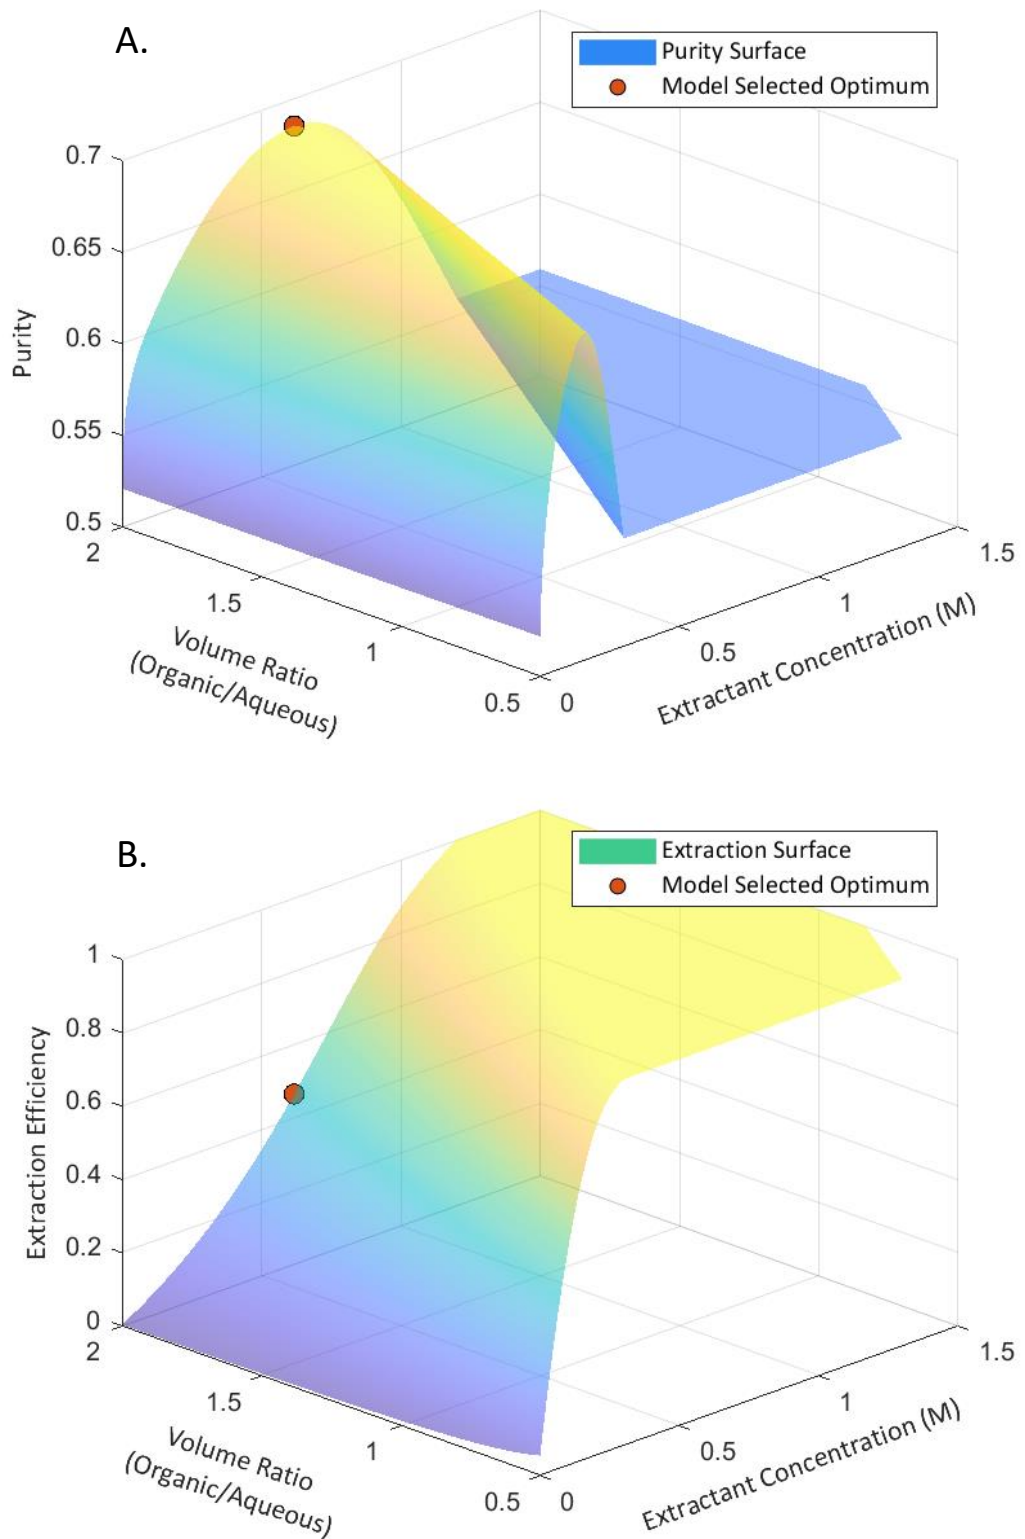 A.
Purity Surface
Model Selected Optimum
0.7
0.65
0.6
0.55
0.5
Purity
2
1.5
1
0.5
Volume Ratio
(Organic/Aqueous)
0
0.5
1
1.5
Extractant Concentration (M)
B.
Extraction Surface
Model Selected Optimum
1
0.8
0.6
0.4
0.2
0
Extraction Efficiency
2
1.5
1
0.5
Volume Ratio
(Organic/Aqueous)
0
0.5
1
1.5
Extractant Concentration (M)